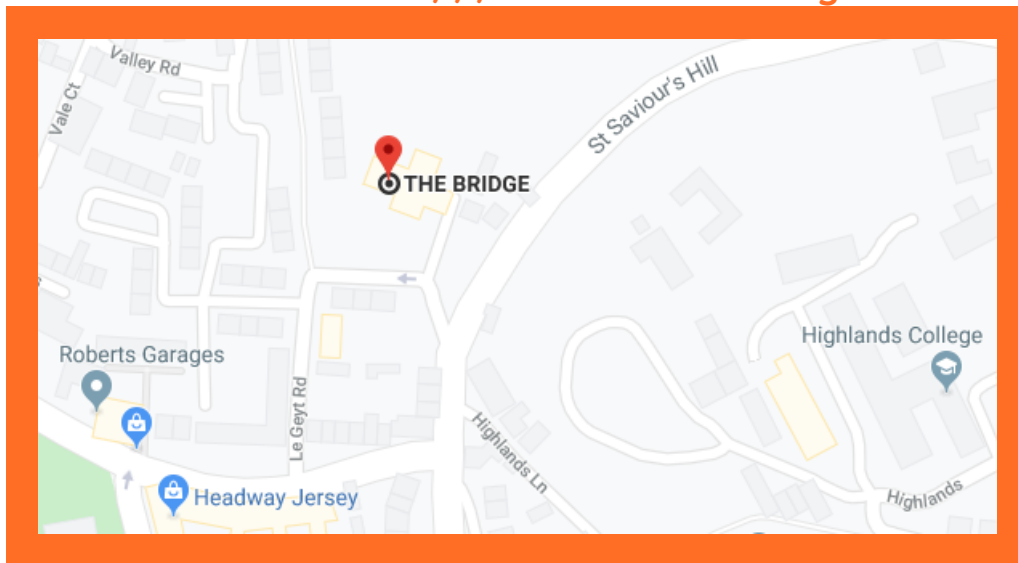 Valley Rd
Vale Ct
St Saviour's Hill
THE BRIDGE
Roberts Garages
Highlands College
Le Geyt Rd
Highlands Ln
Headway Jersey
Highlands